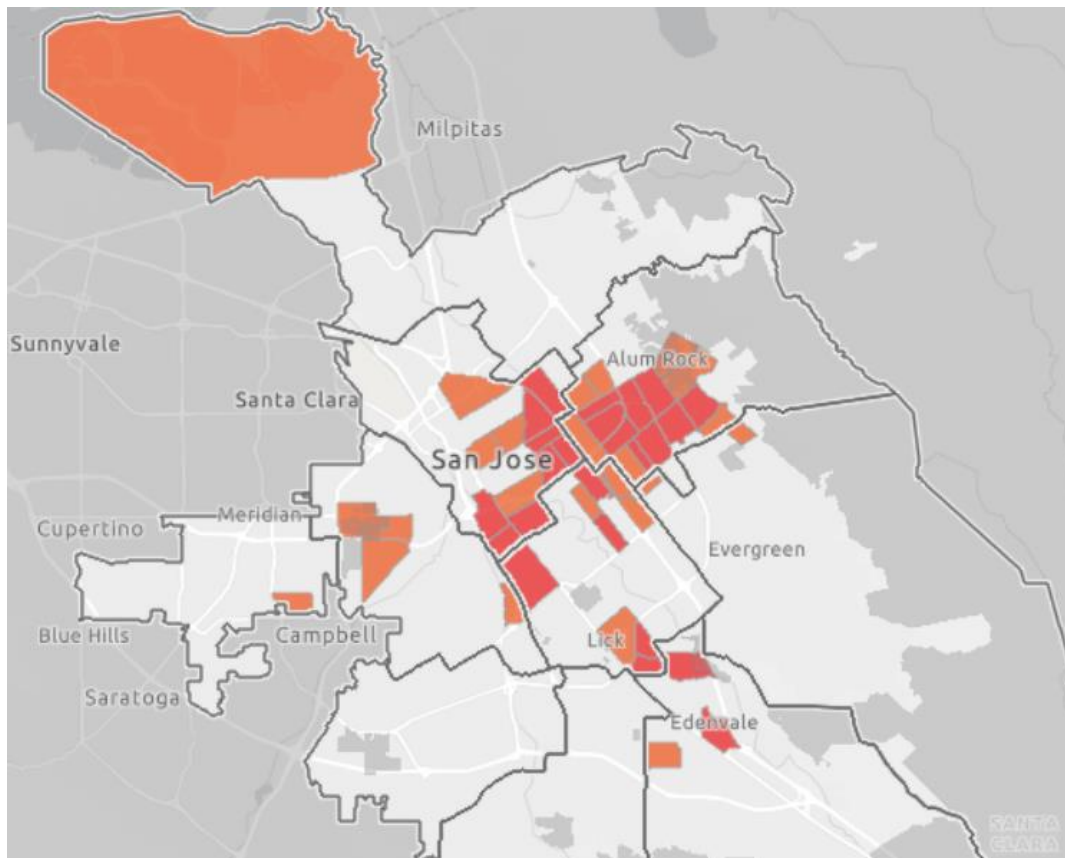 Milpitas
Sunnyvale
Alum Rock
Santa Clara
San Jose
Meridian
Cupertino
Evergreen
Blue Hills
Campbell
Lick
Saratoga
Edenvale
SANTA
CLARA